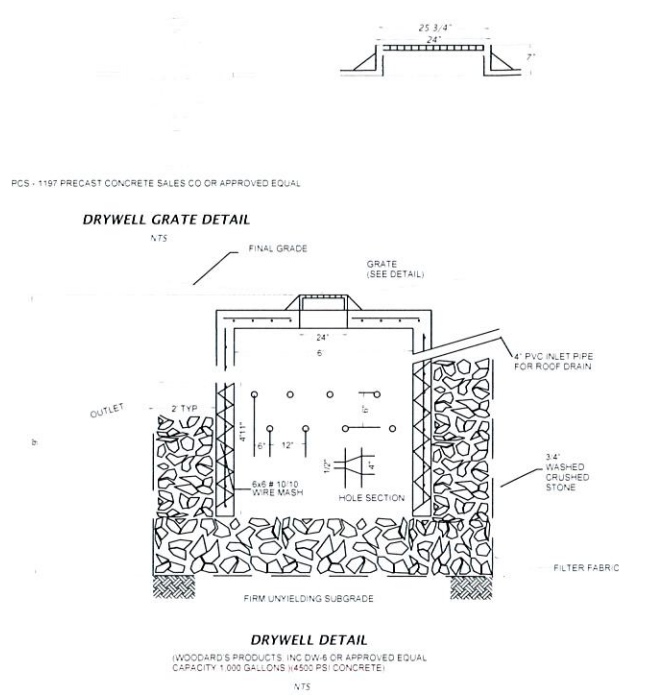 25 3/4"
24"
7"
PCS - 1197 PRECAST CONCRETE SALES CO OR APPROVED EQUAL
DRYWELL GRATE DETAIL
NTS
FINAL GRADE
GRATE
(SEE DETAIL)
24"
6'
4" PVC INLET PIPE
FOR ROOF DRAIN
OUTLET
2' TYP
4'11"
6"
12"
6"
1/2"
4"
6x6 # 10/10
WIRE MASH
HOLE SECTION
3/4"
WASHED
CRUSHED
STONE
FILTER FABRIC
FIRM UNYIELDING SUBGRADE
DRYWELL DETAIL
(WOODARD'S PRODUCTS, INC DW-6 OR APPROVED EQUAL
CAPACITY 1,000 GALLONS )(4500 PSI CONCRETE)
NTS